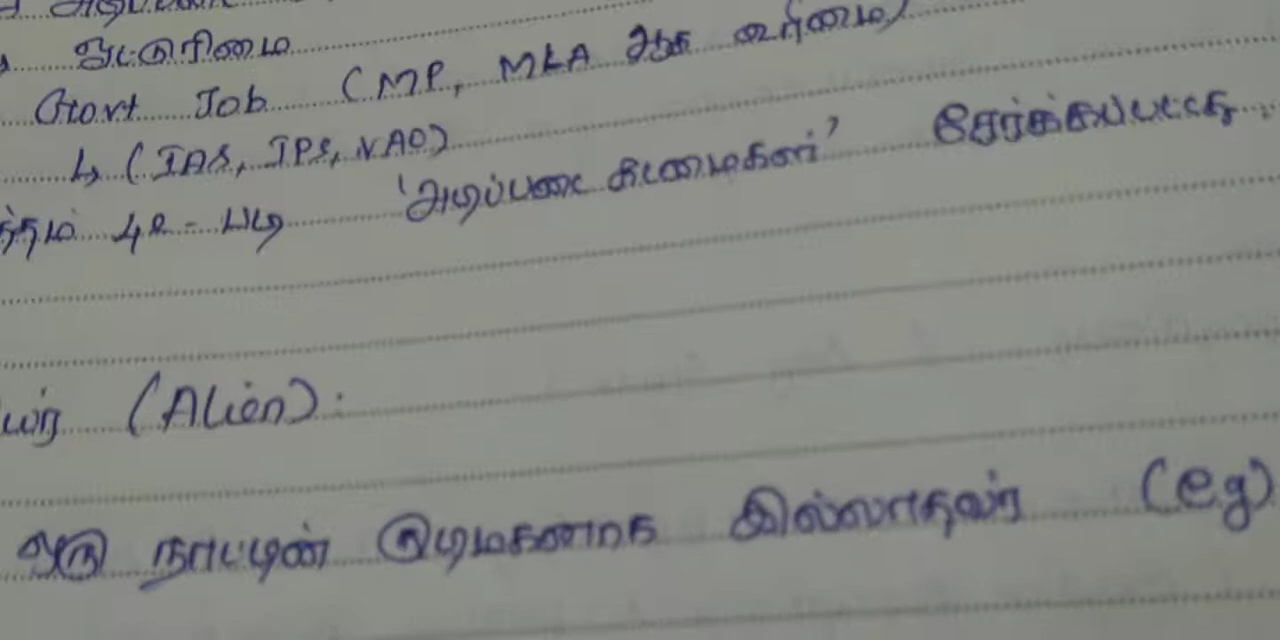 ஓட்டுரிமை
Govt Job (MP, MLA ஆக உரிமை)
↳ (IAS, IPS, VAO)
42 - படி 'அடிப்படை கடமைகள்' சேர்க்கப்பட்டது.
(Alien).
ஒரு நாட்டின் குடிமகனாக இல்லாதவர் (eg)